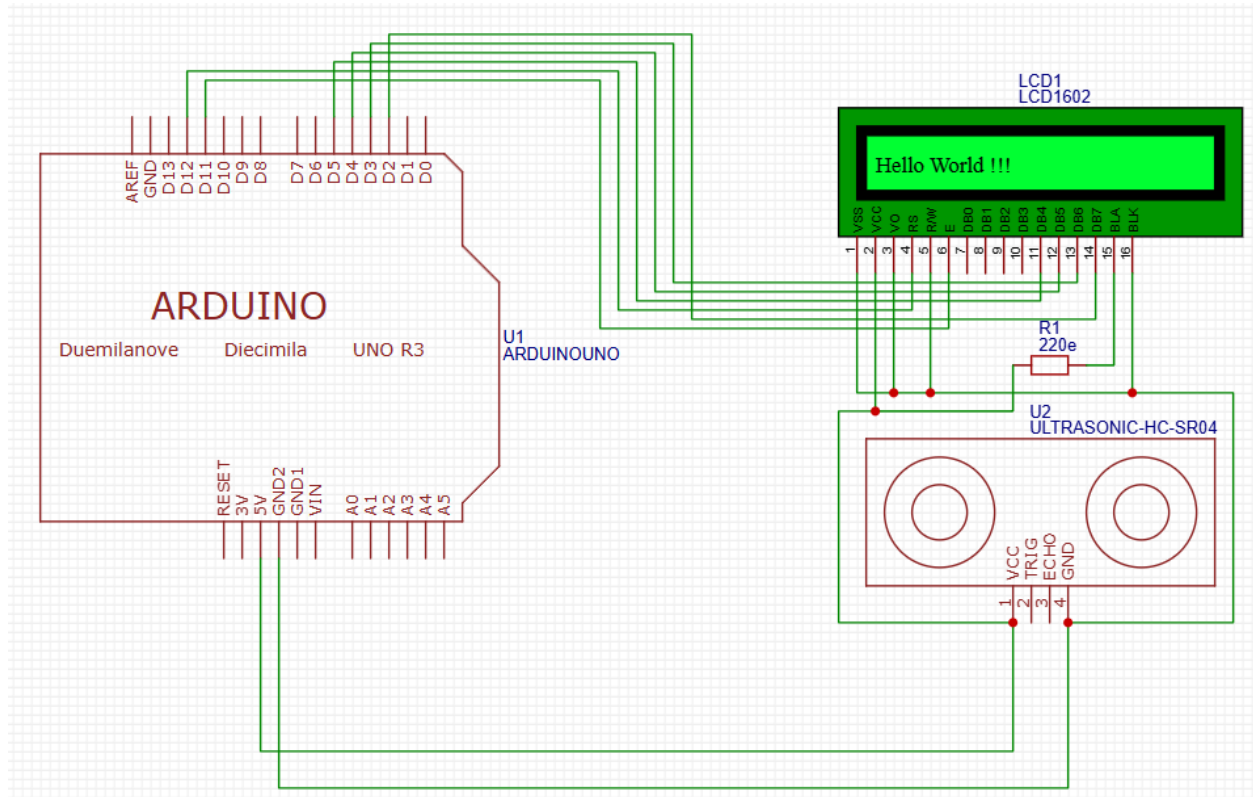 LCD1
LCD1602
Hello World !!!
VSS VCC VO RS R/W E DB0 DB1 DB2 DB3 DB4 DB5 DB6 DB7 BLA BLK
1 2 3 4 5 6 7 8 9 10 11 12 13 14 15 16
AREF GND D13 D12 D11 D10 D9 D8 D7 D6 D5 D4 D3 D2 D1 D0
ARDUINO
Duemilanove Diecimila UNO R3
U1
ARDUINOUNO
RESET 3V 5V GND2 GND1 VIN A0 A1 A2 A3 A4 A5
R1
220e
U2
ULTRASONIC-HC-SR04
VCC TRIG ECHO GND
1 2 3 4